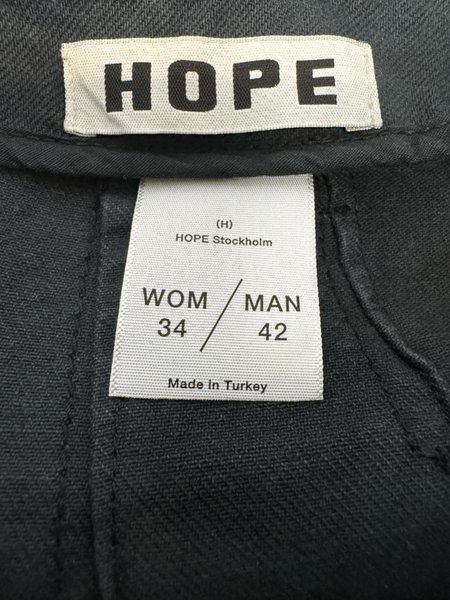 HOPE
(H)
HOPE Stockholm
WOM / MAN
34 42
Made in Turkey